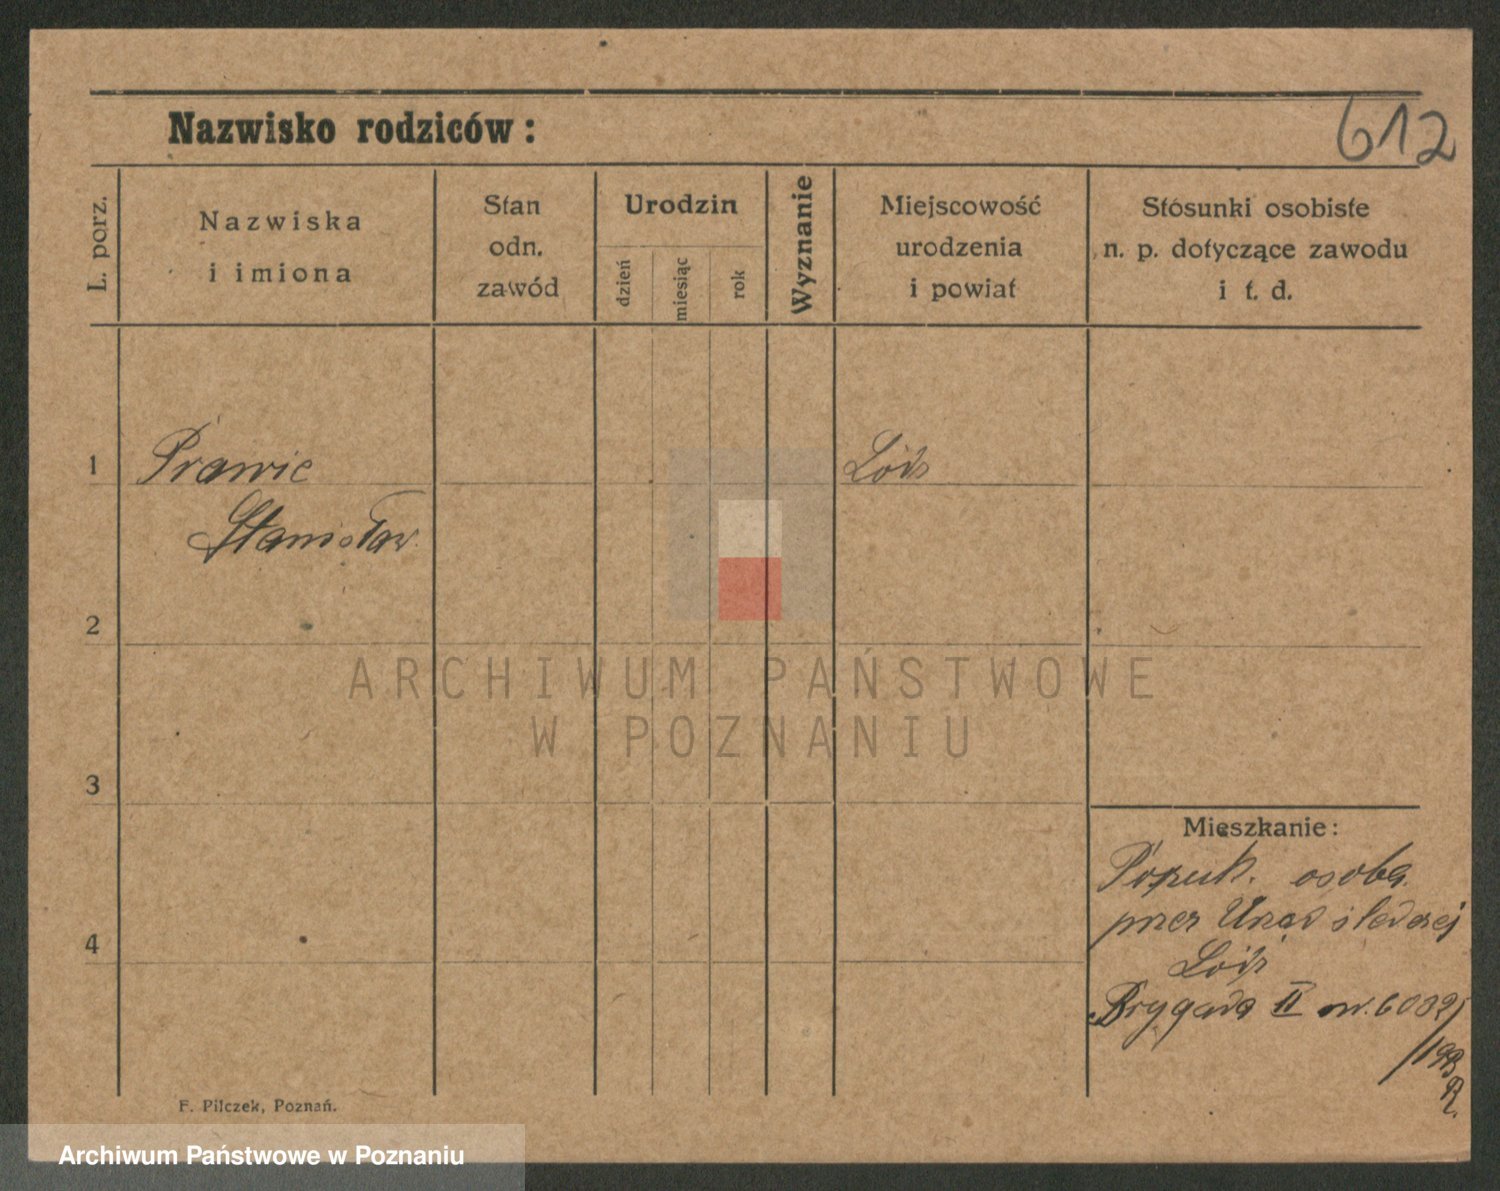 Nazwisko rodziców:
612
L. porz.
Nazwiska
i imiona
Stan
odn.
zawód
Urodzin
dzień
miesiąc
rok
Wyznanie
Miejscowość
urodzenia
i powiat
Stosunki osobiste
n. p. dotyczące zawodu
i t. d.
1
Prawic
Łódź
Stanisław
2
ARCHIWUM PAŃSTWOWE
W POZNANIU
3
Mieszkanie:
Poszuk. osoba
przez Urząd śledczej
4
Łódź
Brygada II nr. 6032/
F. Pilczek, Poznań.
Archiwum Państwowe w Poznaniu